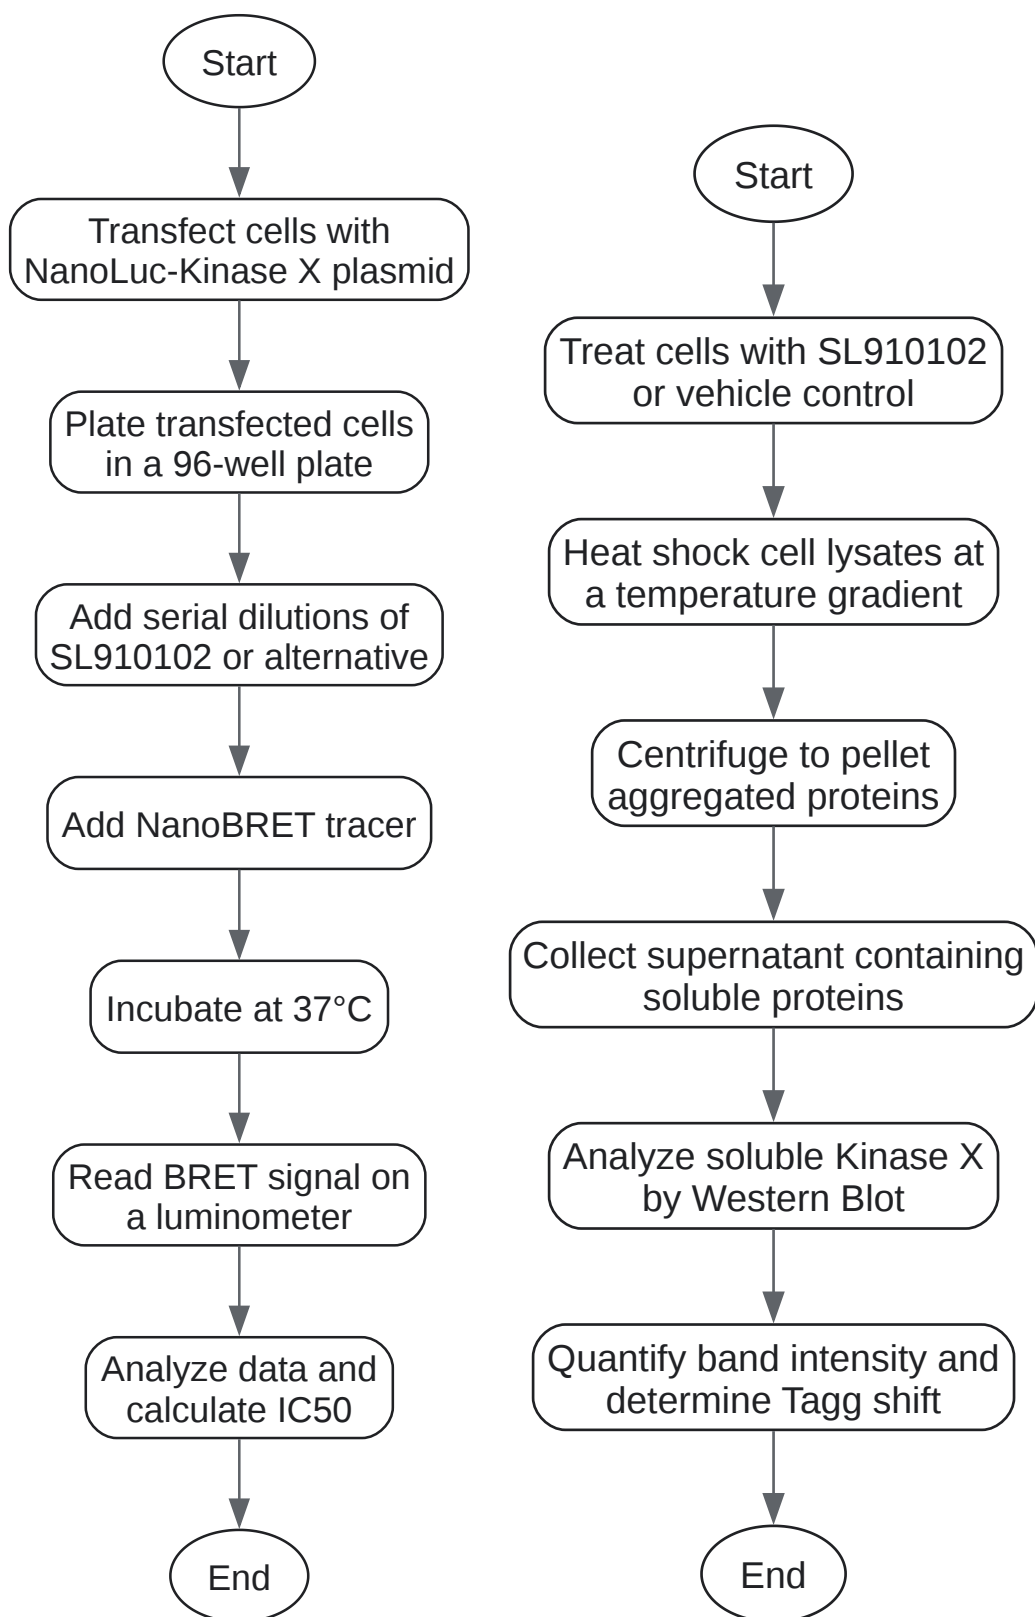 Start
Transfect cells with
NanoLuc-Kinase X plasmid
Plate transfected cells
in a 96-well plate
Add serial dilutions of
SL910102 or alternative
Add NanoBRET tracer
Incubate at 37°C
Read BRET signal on
a luminometer
Analyze data and
calculate IC50
End
Start
Treat cells with SL910102
or vehicle control
Heat shock cell lysates at
a temperature gradient
Centrifuge to pellet
aggregated proteins
Collect supernatant containing
soluble proteins
Analyze soluble Kinase X
by Western Blot
Quantify band intensity and
determine Tagg shift
End